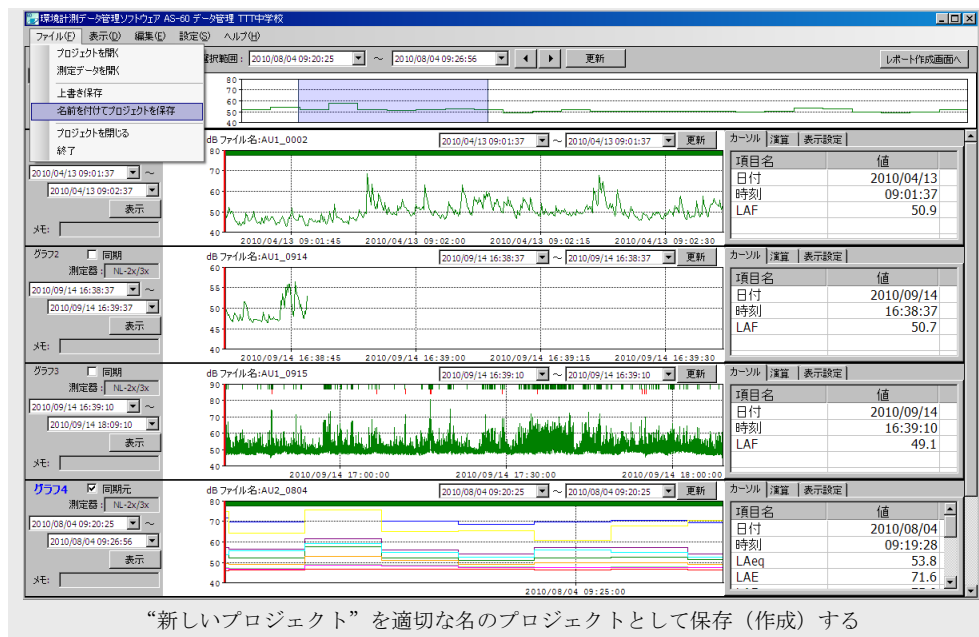 環境計測データ管理ソフトウェア AS-60 データ管理 TTT中学校
ファイル(F) 表示(D) 編集(E) 設定(S) ヘルプ(H)
プロジェクトを開く
測定データを開く
上書き保存
名前を付けてプロジェクトを保存
プロジェクトを閉じる
終了
択範囲: 2010/08/04 09:20:25 ～ 2010/08/04 09:26:56 更新 レポート作成画面へ
80
70
60
50
40
dB ファイル名:AU1_0002 2010/04/13 09:01:37 ～ 2010/04/13 09:01:37 更新
2010/04/13 09:01:37 ～
2010/04/13 09:02:37
表示
メモ:
80
70
60
50
40
2010/04/13 09:01:45 2010/04/13 09:02:00 2010/04/13 09:02:15 2010/04/13 09:02:30
カーソル 演算 表示設定
項目名 値
日付 2010/04/13
時刻 09:01:37
LAF 50.9
グラフ2 同期
測定器: NL-2x/3x
2010/09/14 16:38:37 ～
2010/09/14 16:39:37
表示
メモ:
dB ファイル名:AU1_0914 2010/09/14 16:38:37 ～ 2010/09/14 16:38:37 更新
60
55
50
45
40
2010/09/14 16:38:45 2010/09/14 16:39:00 2010/09/14 16:39:15 2010/09/14 16:39:30
カーソル 演算 表示設定
項目名 値
日付 2010/09/14
時刻 16:38:37
LAF 50.7
グラフ3 同期
測定器: NL-2x/3x
2010/09/14 16:39:10 ～
2010/09/14 18:09:10
表示
メモ:
dB ファイル名:AU1_0915 2010/09/14 16:39:10 ～ 2010/09/14 16:39:10 更新
90
80
70
60
50
40
2010/09/14 17:00:00 2010/09/14 17:30:00 2010/09/14 18:00:00
カーソル 演算 表示設定
項目名 値
日付 2010/09/14
時刻 16:39:10
LAF 49.1
グラフ4 同期元
測定器: NL-2x/3x
2010/08/04 09:20:25 ～
2010/08/04 09:26:56
表示
メモ:
dB ファイル名:AU2_0804 2010/08/04 09:20:25 ～ 2010/08/04 09:20:25 更新
80
70
60
50
40
2010/08/04 09:25:00
カーソル 演算 表示設定
項目名 値
日付 2010/08/04
時刻 09:19:28
LAeq 53.8
LAE 71.6
“新しいプロジェクト”を適切な名のプロジェクトとして保存（作成）する